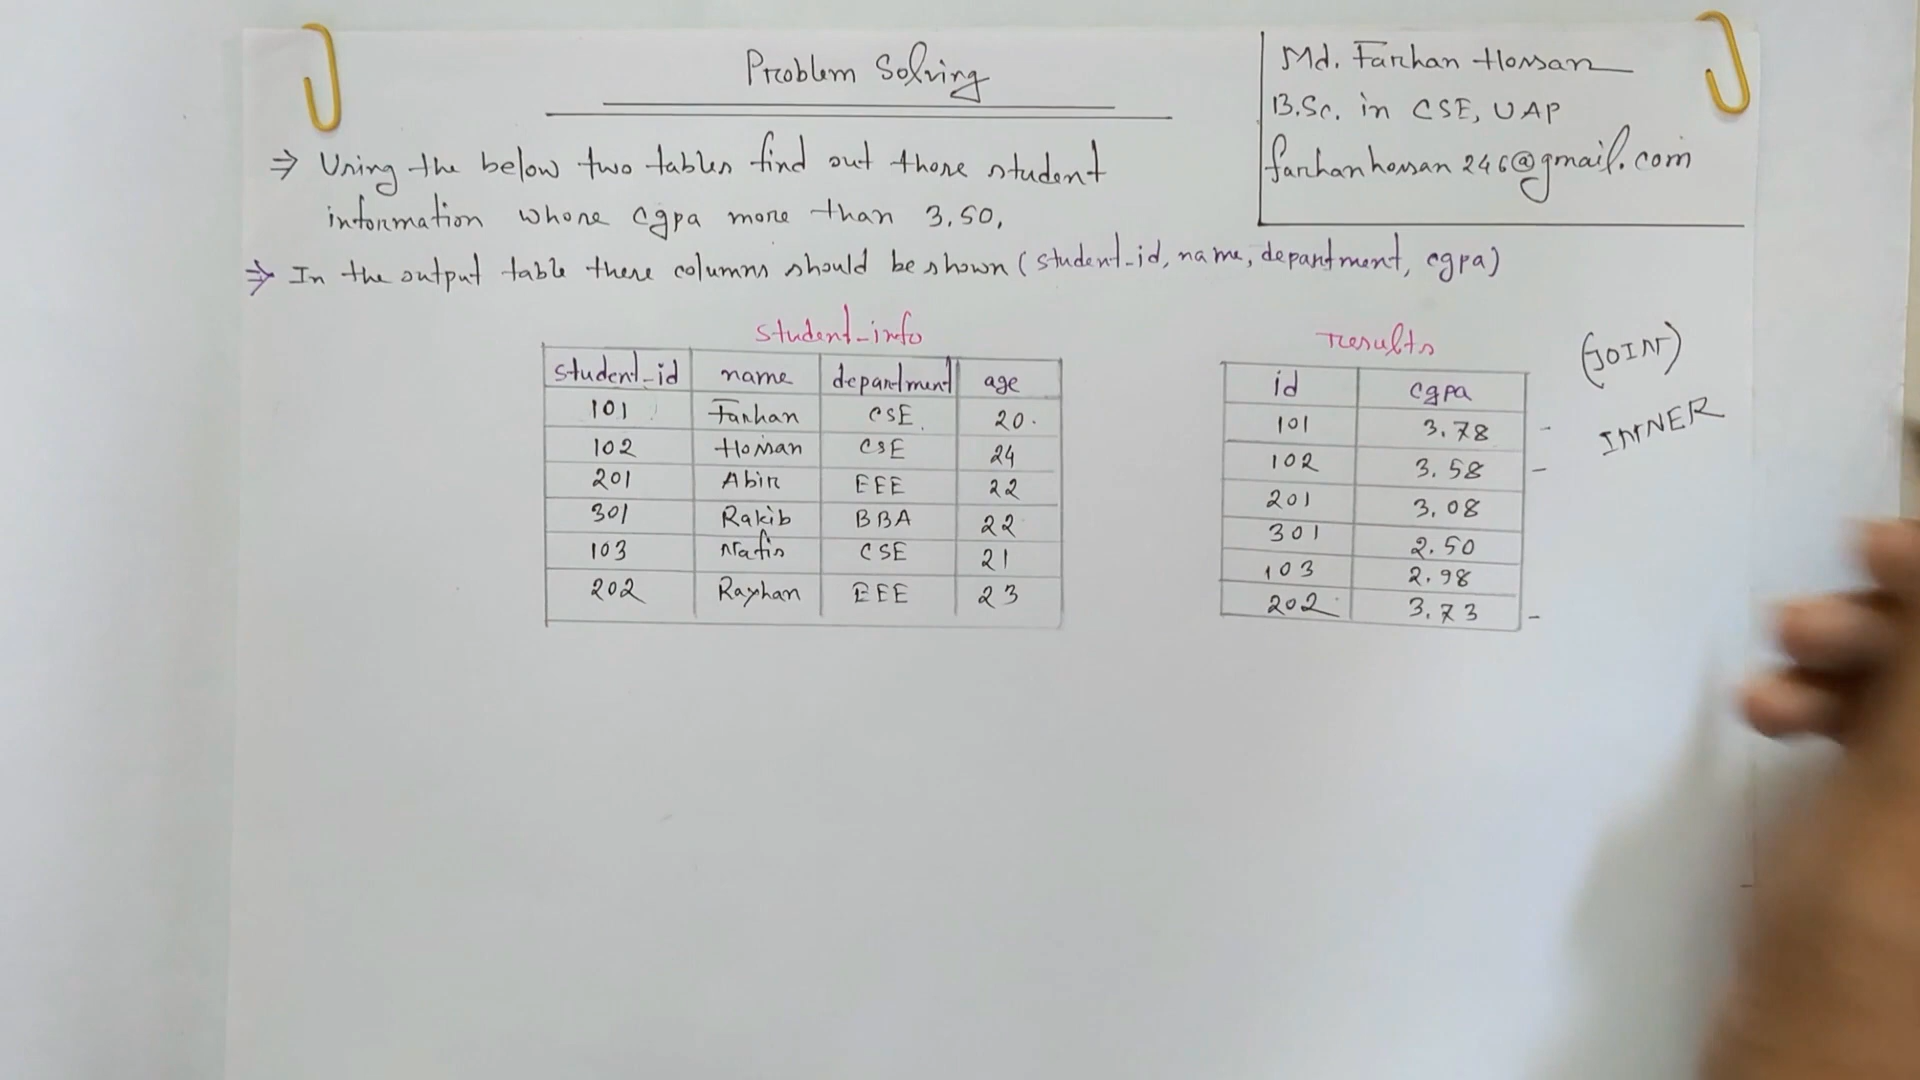 Problem Solving
Md. Farhan Hossan
B.Sc. in CSE, UAP
farhanhossan246@gmail.com
⇒ Using the below two tables find out those student
information whose cgpa more than 3.50.
⇒ In the output table these columns should be shown (student_id, name, department, cgpa)
student_info
student_id name department age
101 Farhan CSE 20
102 Hossan CSE 24
201 Abir EEE 22
301 Rakib BBA 22
103 Nafis CSE 21
202 Rayhan EEE 23
results
id cgpa
101 3.78
102 3.58
201 3.08
301 2.50
103 2.98
202 3.73
(JOIN)
INNER